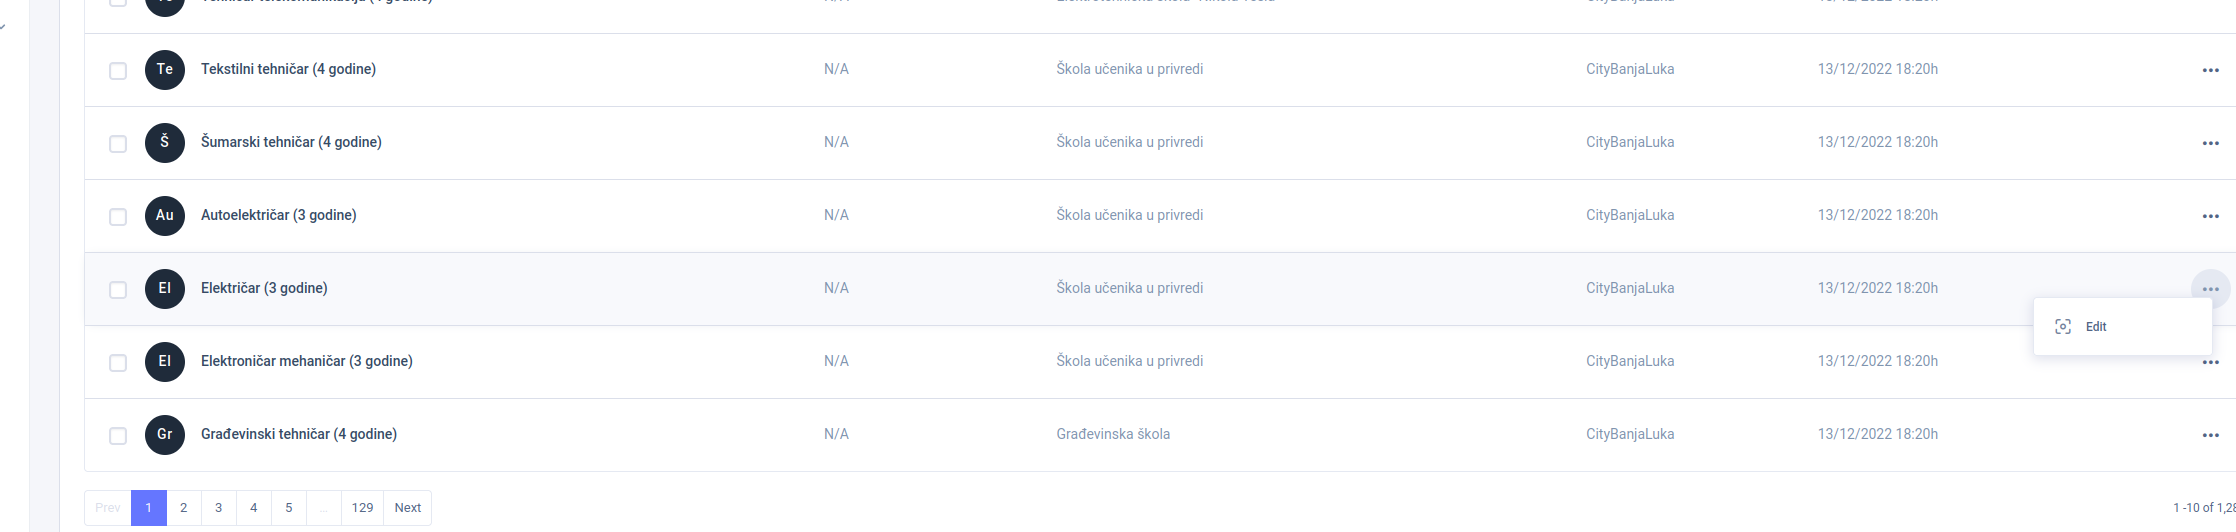 Te Tekstilni tehničar (4 godine) N/A Škola učenika u privredi CityBanjaLuka 13/12/2022 18:20h
Š Šumarski tehničar (4 godine) N/A Škola učenika u privredi CityBanjaLuka 13/12/2022 18:20h
Au Autoelektričar (3 godine) N/A Škola učenika u privredi CityBanjaLuka 13/12/2022 18:20h
El Električar (3 godine) N/A Škola učenika u privredi CityBanjaLuka 13/12/2022 18:20h
Edit
El Elektroničar mehaničar (3 godine) N/A Škola učenika u privredi CityBanjaLuka 13/12/2022 18:20h
Gr Građevinski tehničar (4 godine) N/A Građevinska škola CityBanjaLuka 13/12/2022 18:20h
Prev 1 2 3 4 5 ... 129 Next 1 -10 of